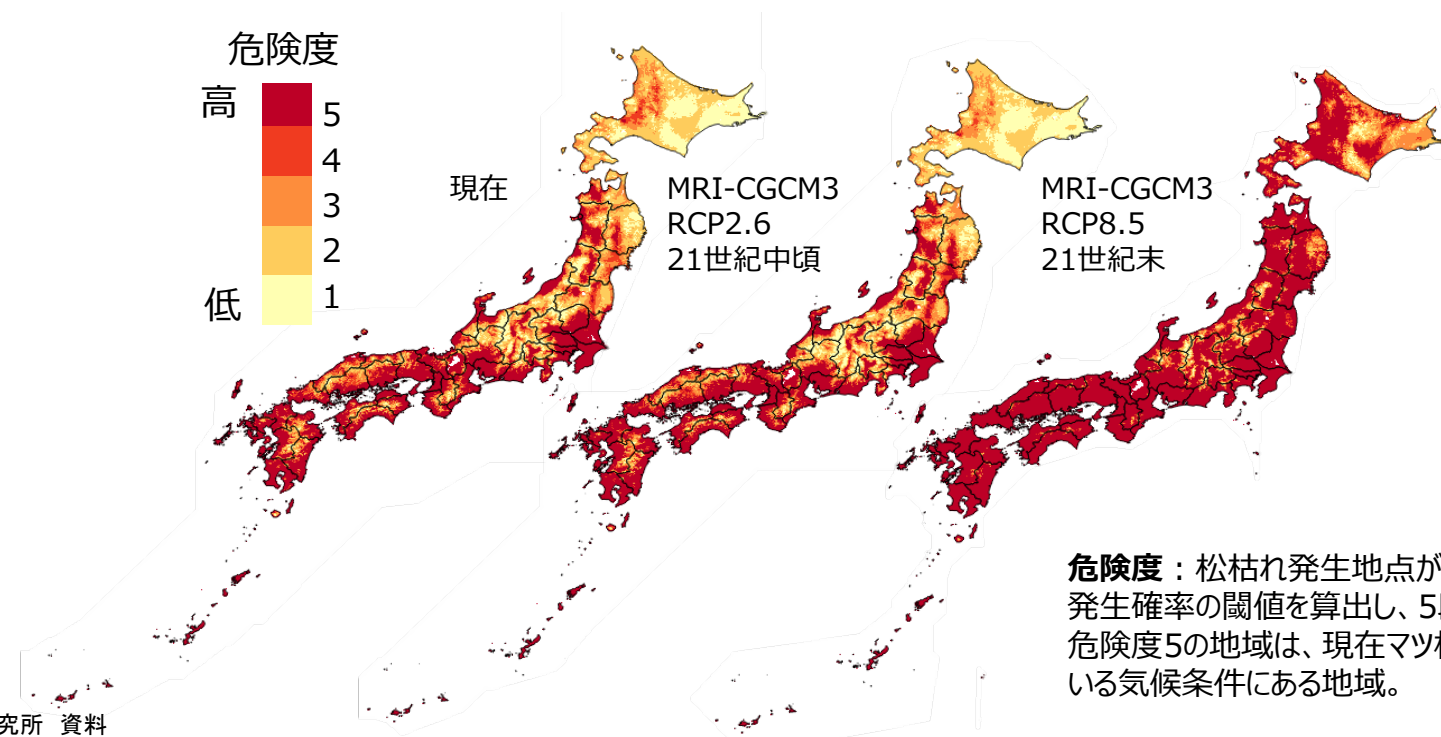 危険度
高
5
4
3
2
低
1
現在
MRI-CGCM3
RCP2.6
21世紀中頃
MRI-CGCM3
RCP8.5
21世紀末
危険度：松枯れ発生地点が
発生確率の閾値を算出し、5
危険度5の地域は、現在マツ
いる気候条件にある地域。
究所 資料